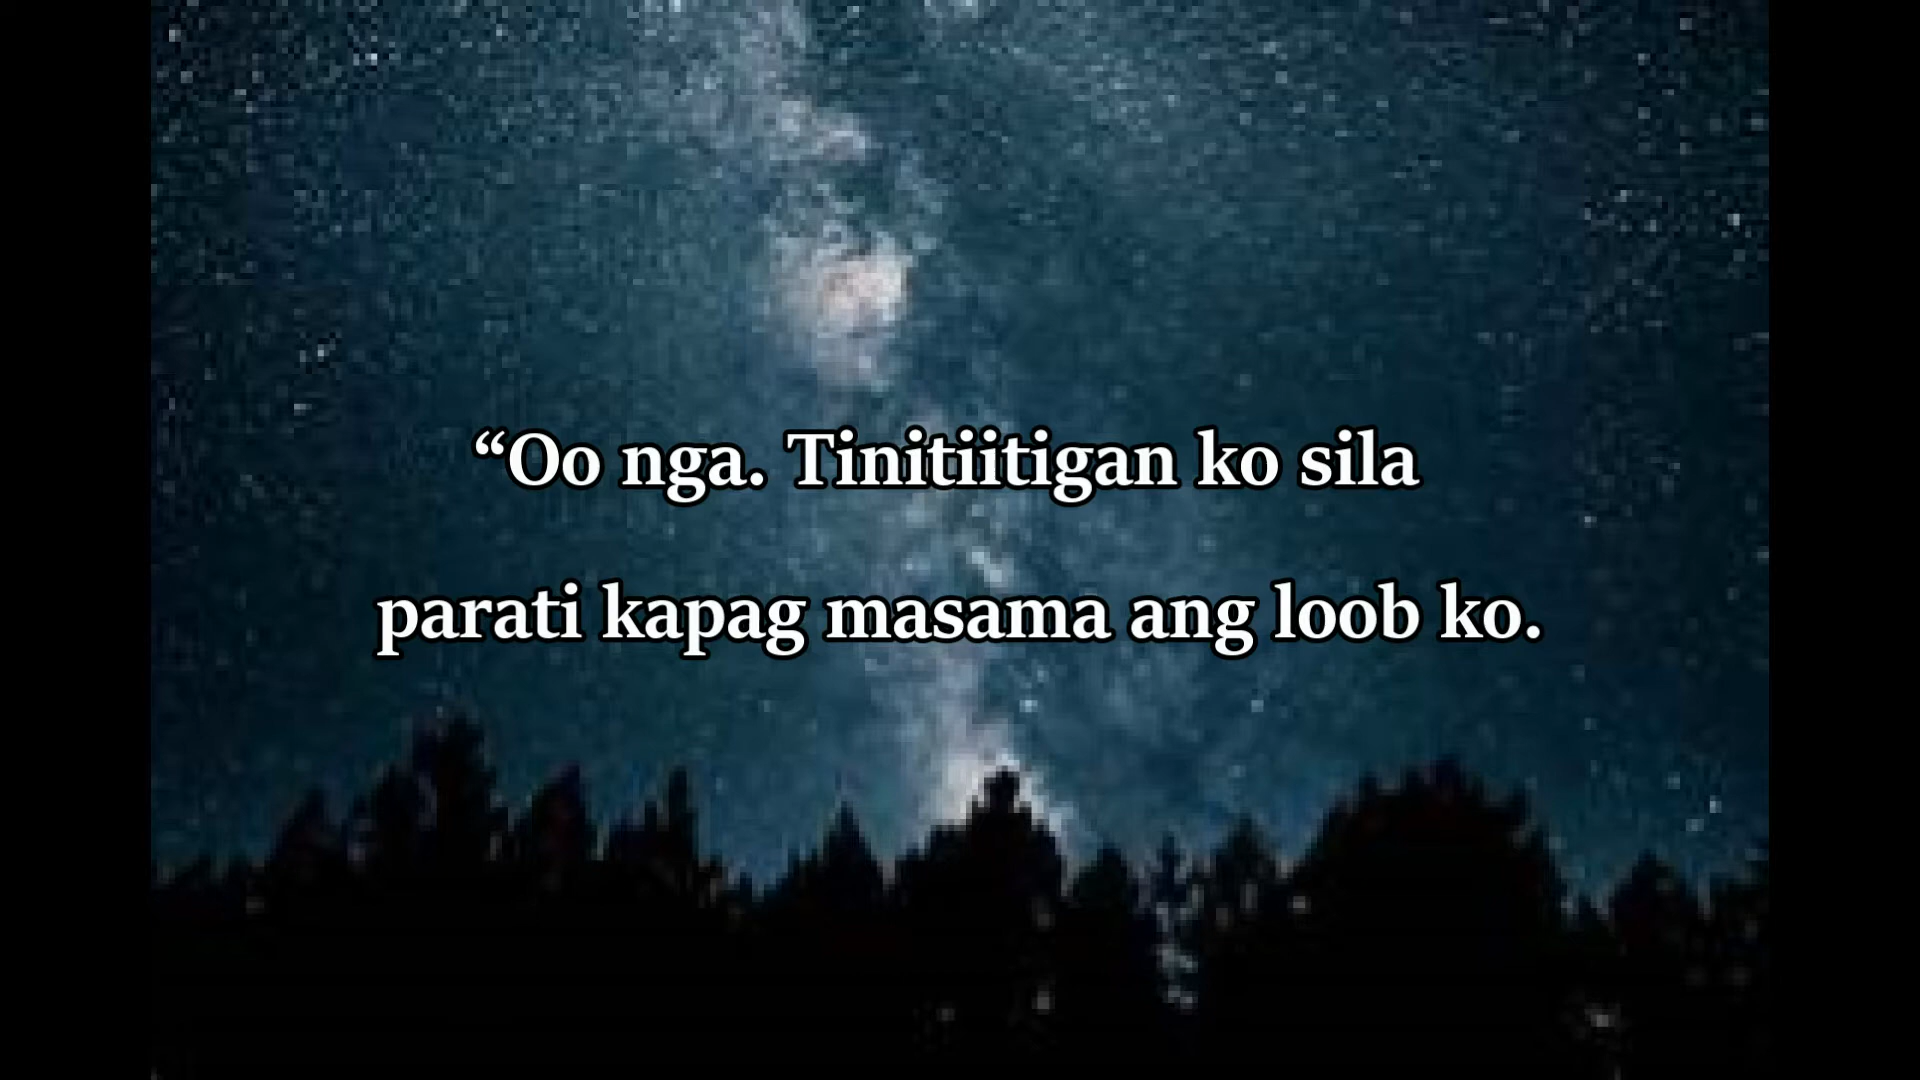 “Oo nga. Tinitiitigan ko sila
parati kapag masama ang loob ko.